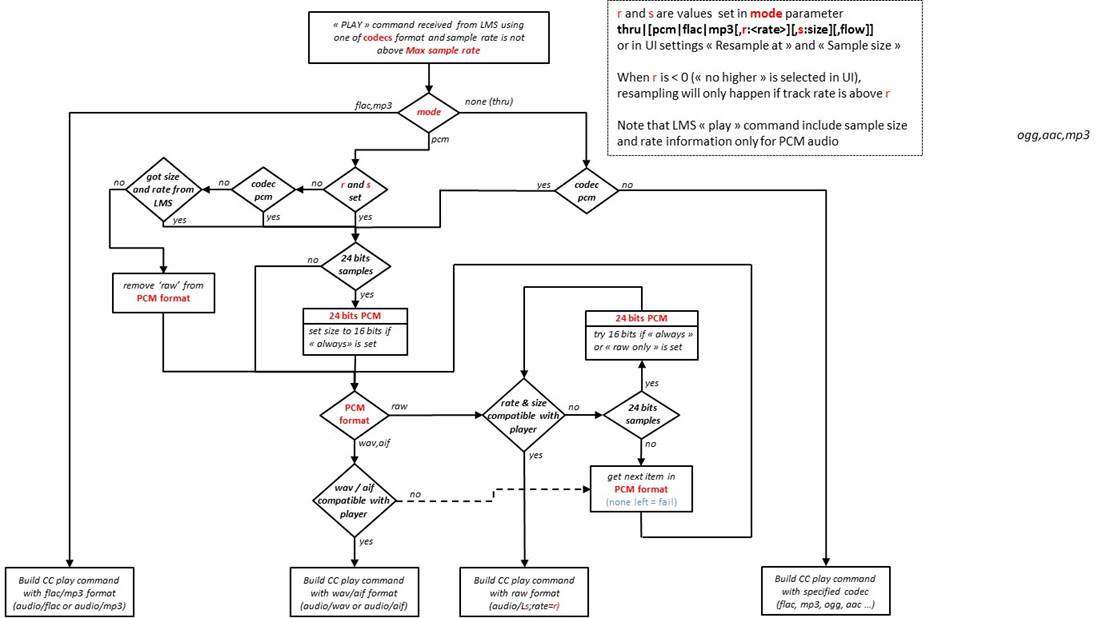 « PLAY » command received from LMS using
one of codecs format and sample rate is not
above Max sample rate
r and s are values set in mode parameter
thru|[pcm|flac|mp3[,r:<rate>][,s:size][,flow]]
or in UI settings « Resample at » and « Sample size »
When r is < 0 (« no higher » is selected in UI),
resampling will only happen if track rate is above r
Note that LMS « play » command include sample size
and rate information only for PCM audio
ogg,aac,mp3
flac,mp3
mode
none (thru)
pcm
no
got size
and rate from
LMS
yes
no
codec
pcm
yes
no
r and s
set
yes
yes
codec
pcm
no
remove ‘raw’ from
PCM format
no
24 bits
samples
yes
24 bits PCM
set size to 16 bits if
« always» is set
24 bits PCM
try 16 bits if « always »
or « raw only » is set
yes
PCM
format
raw
wav,aif
rate & size
compatible with
player
no
yes
24 bits
samples
no
wav / aif
compatible with
player
no
yes
get next item in
PCM format
(none left = fail)
Build CC play command
with flac/mp3 format
(audio/flac or audio/mp3)
Build CC play command
with wav/aif format
(audio/wav or audio/aif)
Build CC play command
with raw format
(audio/Ls;rate=r)
Build CC play command
with specified codec
(flac, mp3, ogg, aac …)